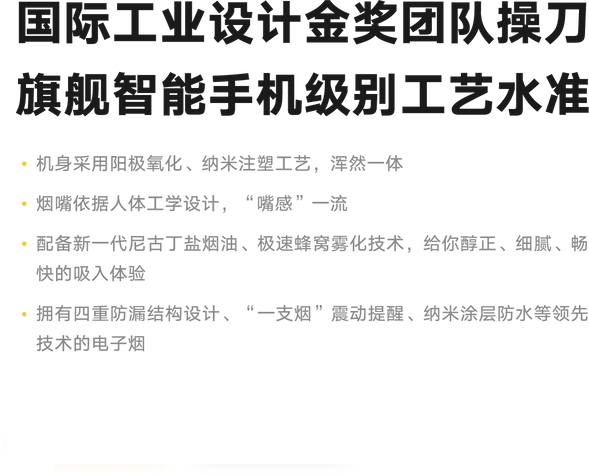 国际工业设计金奖团队操刀
旗舰智能手机级别工艺水准
• 机身采用阳极氧化、纳米注塑工艺，浑然一体
• 烟嘴依据人体工学设计，“嘴感”一流
• 配备新一代尼古丁盐烟油、极速蜂窝雾化技术，给你醇正、细腻、畅
快的吸入体验
• 拥有四重防漏结构设计、“一支烟”震动提醒、纳米涂层防水等领先
技术的电子烟